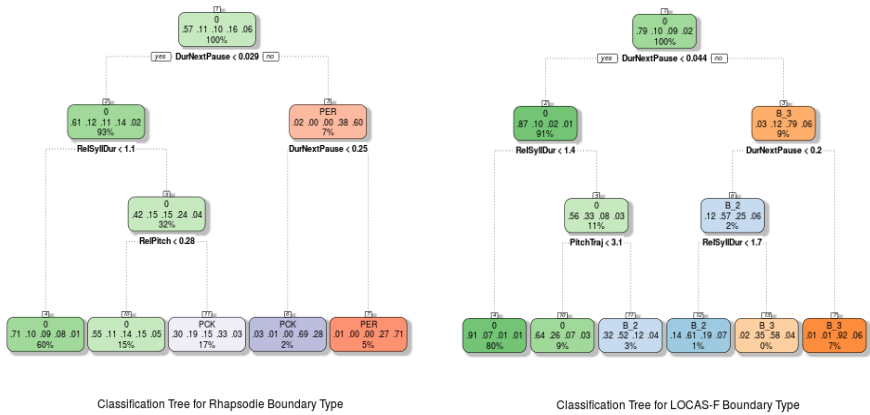 1
0
.57 .11 .10 .16 .06
100%
yes DurNextPause < 0.029 no
2
0
.61 .12 .11 .14 .02
93%
RelSyllDur < 1.1
3
PER
.02 .00 .00 .38 .60
7%
DurNextPause < 0.25
5
0
.42 .15 .15 .24 .04
32%
RelPitch < 0.28
4
0
.71 .10 .09 .08 .01
60%
10
0
.55 .11 .14 .15 .05
15%
11
PCK
.30 .19 .15 .33 .03
17%
6
PCK
.03 .01 .00 .69 .28
2%
7
PER
.01 .00 .00 .27 .71
5%
Classification Tree for Rhapsodie Boundary Type
1
0
.79 .10 .09 .02
100%
yes DurNextPause < 0.044 no
2
0
.87 .10 .02 .01
91%
RelSyllDur < 1.4
3
B_3
.03 .12 .79 .06
9%
DurNextPause < 0.2
5
0
.56 .33 .08 .03
11%
PitchTraj < 3.1
6
B_2
.12 .57 .25 .06
2%
RelSyllDur < 1.7
4
0
.91 .07 .01 .01
80%
10
0
.64 .26 .07 .03
9%
11
B_2
.32 .52 .12 .04
3%
12
B_2
.14 .61 .19 .07
1%
13
B_3
.02 .35 .58 .04
0%
7
B_3
.01 .01 .92 .06
7%
Classification Tree for LOCAS-F Boundary Type